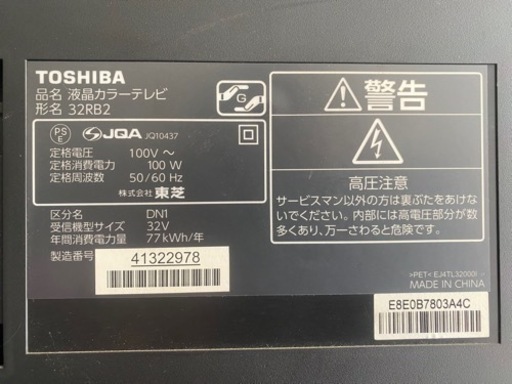 TOSHIBA
品名 液晶カラーテレビ
形名 32RB2
G
PS
E
JQA JQ10437
定格電圧 100V ～
定格消費電力 100 W
定格周波数 50/60 Hz
株式会社 東芝
区分名 DN1
受信機型サイズ 32V
年間消費電力量 77 kWh/年
製造番号
41322978
警告
高圧注意
サービスマン以外の方は裏ぶたをあけな
いでください。内部には高電圧部分が数
多くあり、万一さわると危険です。
>PET< EJ4TL32000I
MADE IN CHINA
E8E0B7803A4C